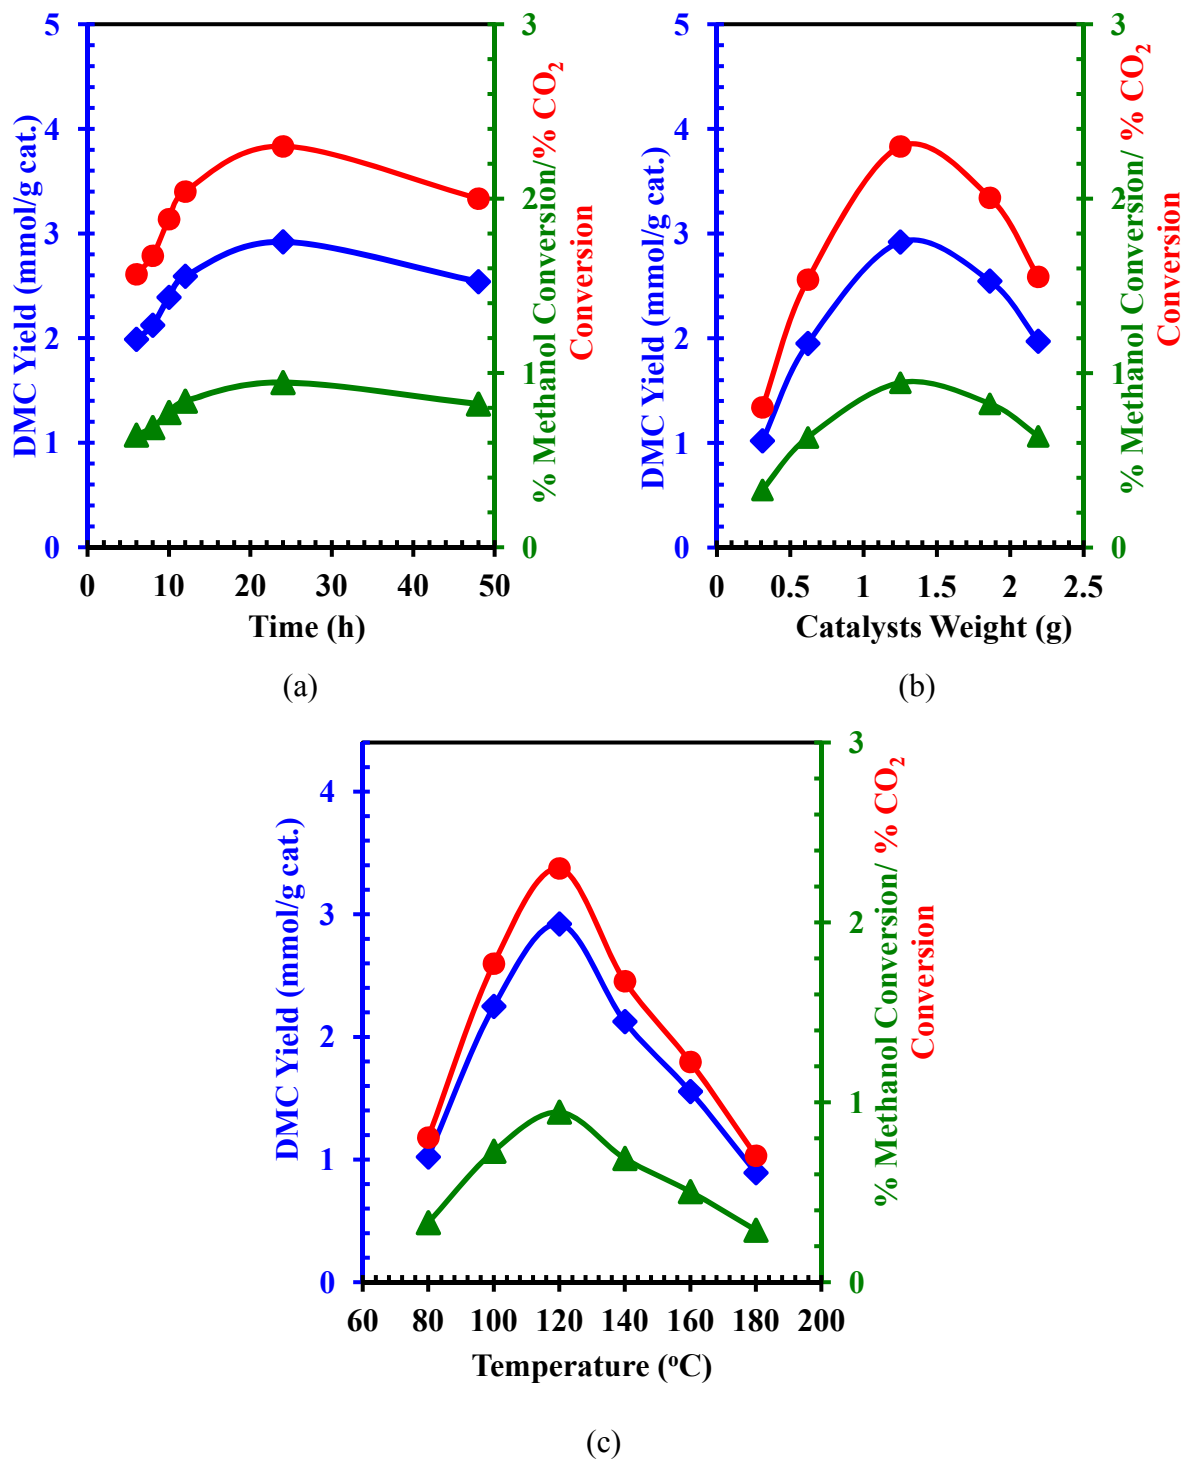 5
4
3
2
1
0
DMC Yield (mmol/g cat.)
3
2
1
0
% Methanol Conversion/% CO2
Conversion
0 10 20 30 40 50
Time (h)
(a)
5
4
3
2
1
0
DMC Yield (mmol/g cat.)
3
2
1
0
% Methanol Conversion/ % CO2
Conversion
0 0.5 1 1.5 2 2.5
Catalysts Weight (g)
(b)
4
3
2
1
0
DMC Yield (mmol/g cat.)
3
2
1
0
% Methanol Conversion/ % CO2
Conversion
60 80 100 120 140 160 180 200
Temperature (oC)
(c)